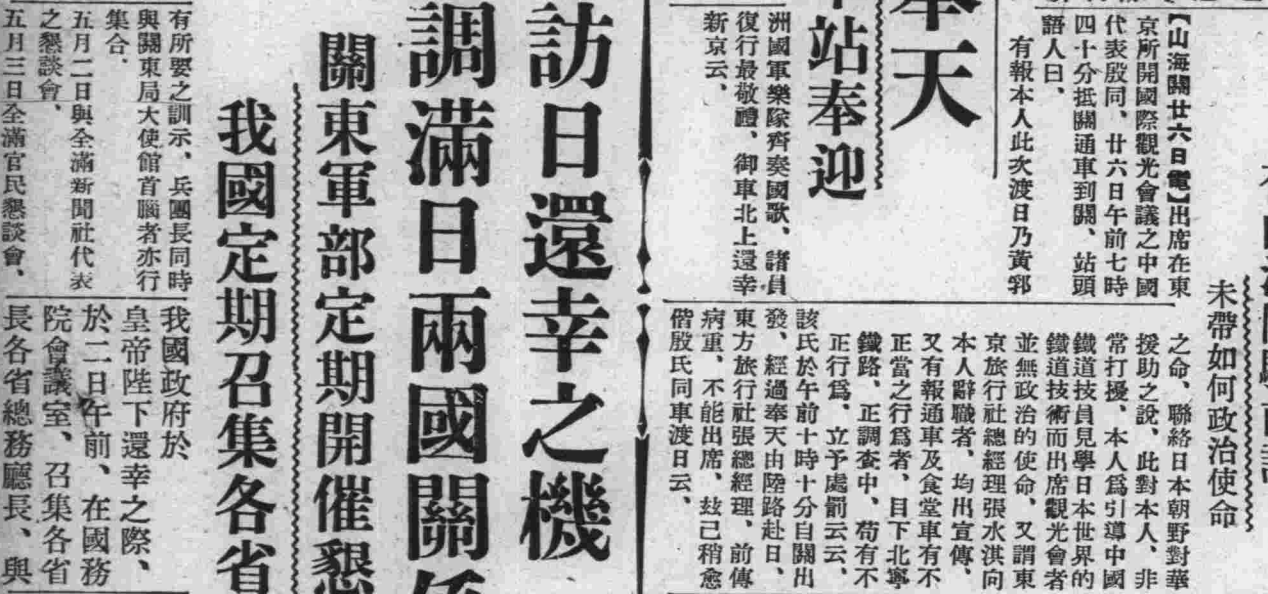 未帶如何政治使命
【山海關廿六日電】出席在東
京所開國際觀光會議之中國
代表殷同、廿六日午前七時
四十分抵關通車到關、站頭
語人曰、
有報本人此次渡日乃黃郛
之命、聯絡日本朝野對華
援助之說、此對本人、非
常打擾、本人爲引導中國
鐵道技員見學日本世界的
鐵道技術而出席觀光會者
並無政治的使命、又謂東
京旅行社總經理張水淇向
本人辭職者、均出宣傳、
又有報通車及食堂車有不
正當之行爲者、目下北寧
鐵路、正調查中、苟有不
正行爲、立予處罰云云、
該氏於午前十時十分自關出
發、經過奉天由陸路赴日、
東方旅行社張總經理、前傳
病重、不能出席、玆已稍愈
偕殷氏同車渡日云、
奉天
站奉迎
洲國軍樂隊齊奏國歌、諸員
復行最敬禮、御車北上還幸
新京云、
訪日還幸之機
調滿日兩國關係
關東軍部定期開催懇
我國定期召集各省
有所要之訓示、兵團長同時
與關東局大使館首腦者亦行
集合、
五月二日與全滿新聞社代表
之懇談會、
五月三日全滿官民懇談會、
我國政府於
皇帝陛下還幸之際、
於二日午前、在國務
院會議室、召集各省
長各省總務廳長、與